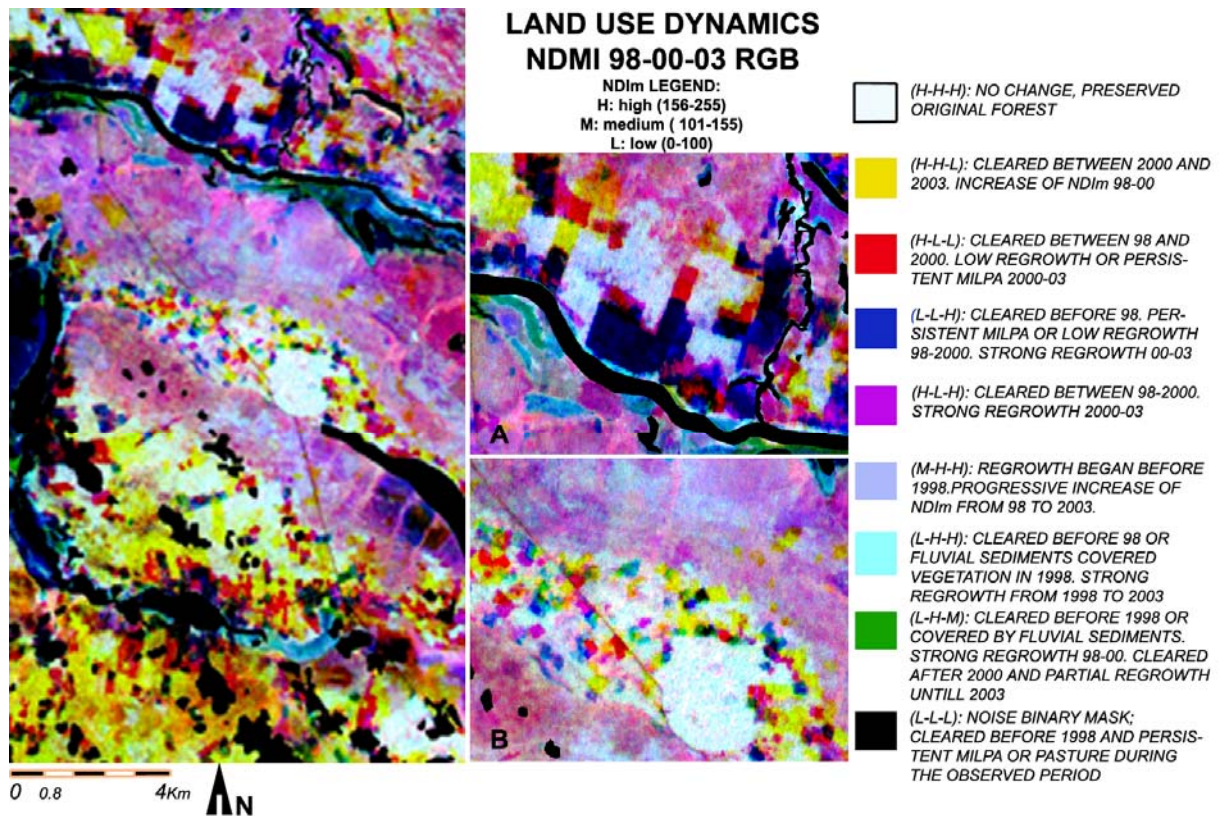 LAND USE DYNAMICS
NDMI 98-00-03 RGB
NDIm LEGEND:
H: high (156-255)
M: medium ( 101-155)
L: low (0-100)
(H-H-H): NO CHANGE, PRESERVED
ORIGINAL FOREST
(H-H-L): CLEARED BETWEEN 2000 AND
2003. INCREASE OF NDIm 98-00
(H-L-L): CLEARED BETWEEN 98 AND
2000. LOW REGROWTH OR PERSIS-
TENT MILPA 2000-03
(L-L-H): CLEARED BEFORE 98. PER-
SISTENT MILPA OR LOW REGROWTH
98-2000. STRONG REGROWTH 00-03
(H-L-H): CLEARED BETWEEN 98-2000.
STRONG REGROWTH 2000-03
(M-H-H): REGROWTH BEGAN BEFORE
1998.PROGRESSIVE INCREASE OF
NDIm FROM 98 TO 2003.
(L-H-H): CLEARED BEFORE 98 OR
FLUVIAL SEDIMENTS COVERED
VEGETATION IN 1998. STRONG
REGROWTH FROM 1998 TO 2003
(L-H-M): CLEARED BEFORE 1998 OR
COVERED BY FLUVIAL SEDIMENTS.
STRONG REGROWTH 98-00. CLEARED
AFTER 2000 AND PARTIAL REGROWTH
UNTILL 2003
(L-L-L): NOISE BINARY MASK;
CLEARED BEFORE 1998 AND PERSIS-
TENT MILPA OR PASTURE DURING
THE OBSERVED PERIOD
A
B
0 0.8 4Km
N